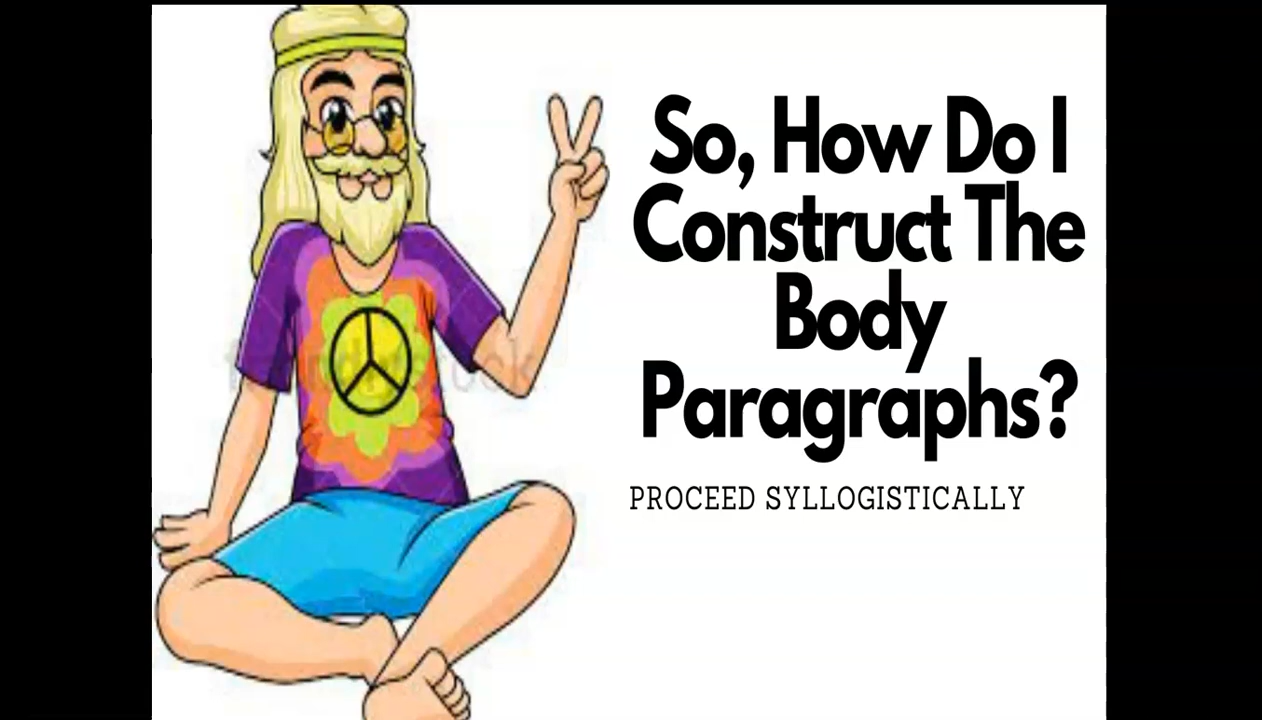 So, How Do I
Construct The
Body
Paragraphs?
PROCEED SYLLOGISTICALLY